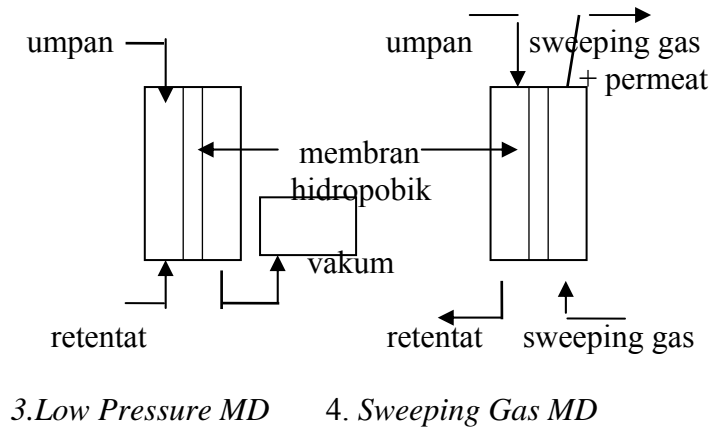 umpan
umpan
sweeping gas
+ permeat
membran
hidropobik
vakum
retentat
retentat
sweeping gas
3.Low Pressure MD
4. Sweeping Gas MD